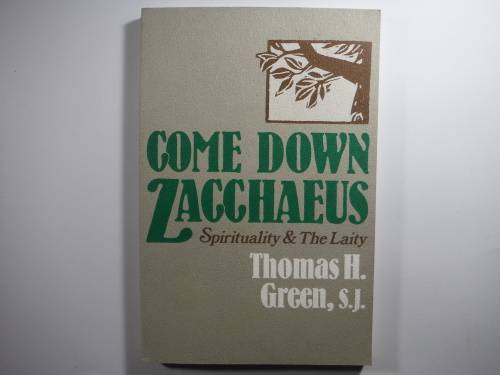 COME DOWN
ZACCHAEUS
Spirituality & The Laity
Thomas H.
Green, S.J.